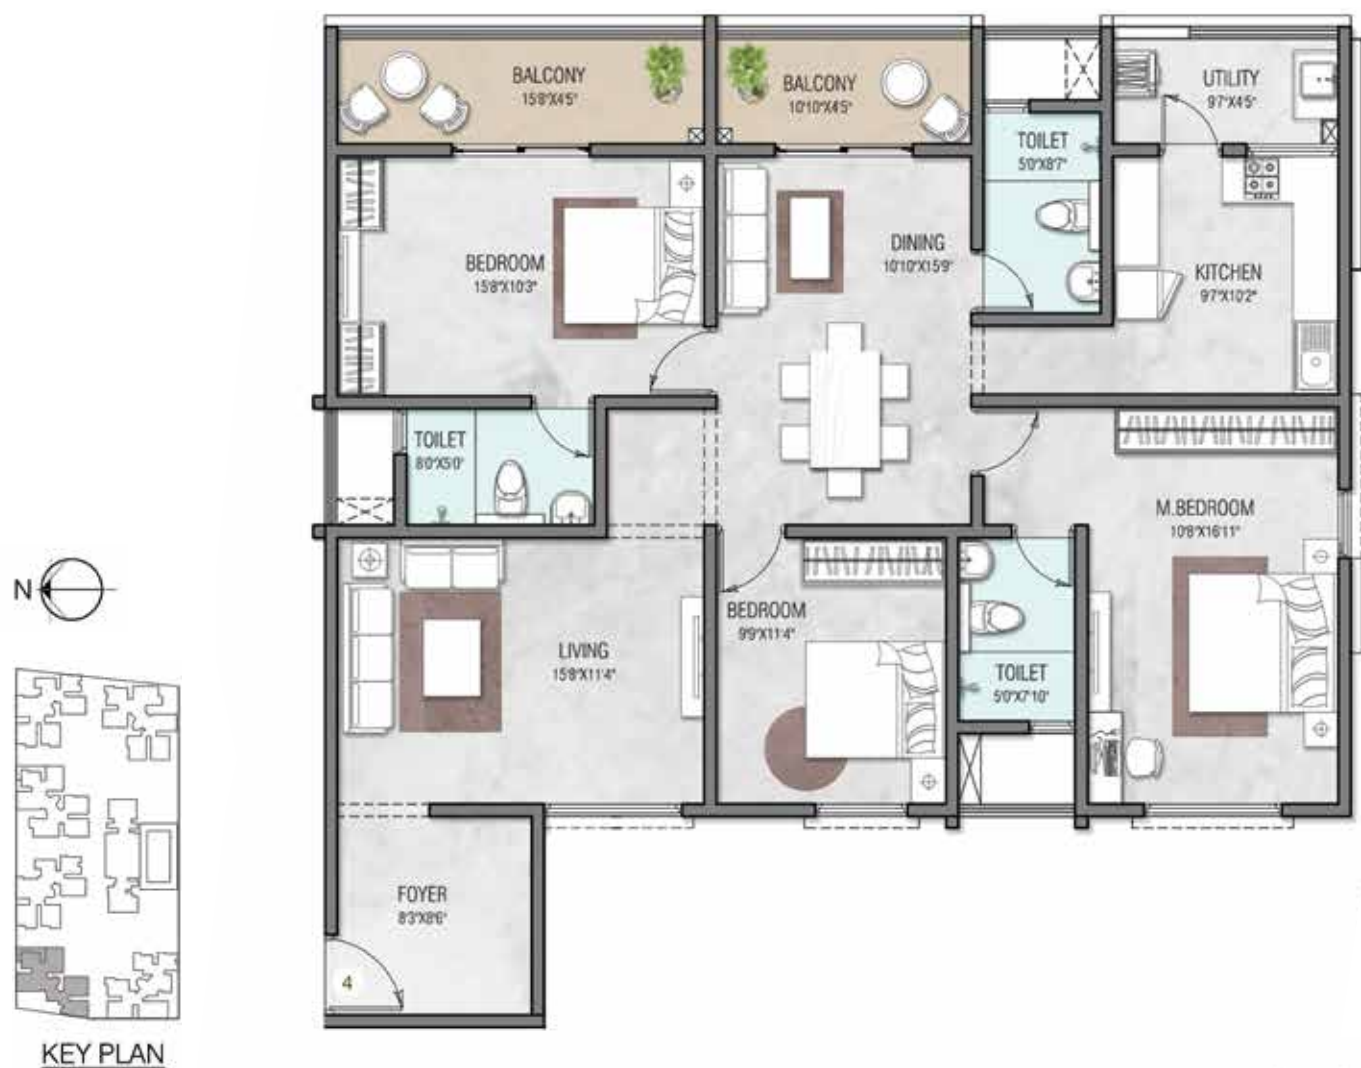 BALCONY
15'8"X4'5"
BALCONY
10'10"X4'5"
UTILITY
9'7"X4'5"
TOILET
5'0"X8'7"
BEDROOM
15'8"X10'3"
DINING
10'10"X15'9"
KITCHEN
9'7"X10'2"
TOILET
8'0"X5'0"
M.BEDROOM
10'8"X16'11"
N
BEDROOM
9'9"X11'4"
LIVING
15'8"X11'4"
TOILET
5'0"X7'10"
FOYER
8'3"X8'6"
4
KEY PLAN